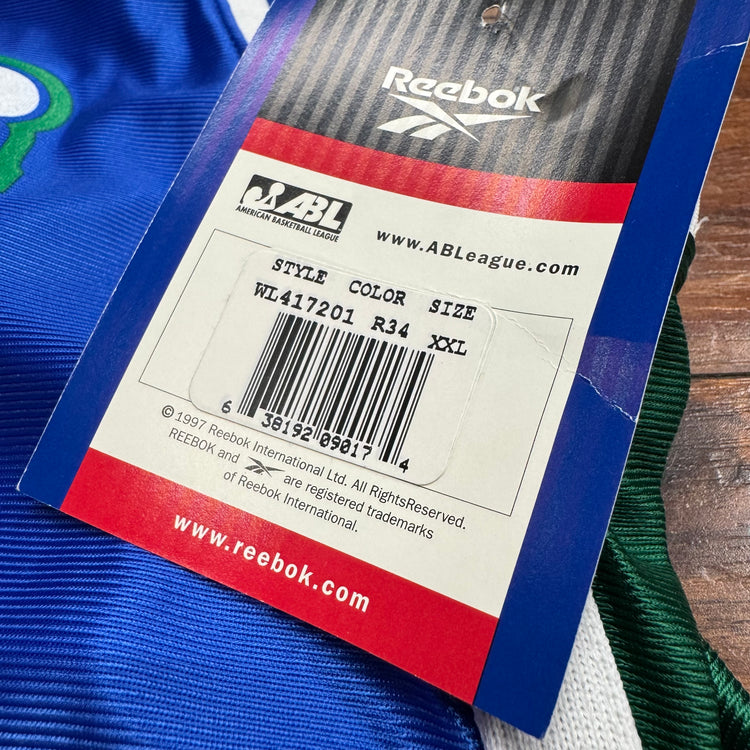 Reebok
ABL
AMERICAN BASKETBALL LEAGUE
www.ABLeague.com
STYLE COLOR SIZE
WL417201 R34 XXL
6 38192 09017 4
©1997 Reebok International Ltd. All RightsReserved.
REEBOK and are registered trademarks
of Reebok International.
www.reebok.com